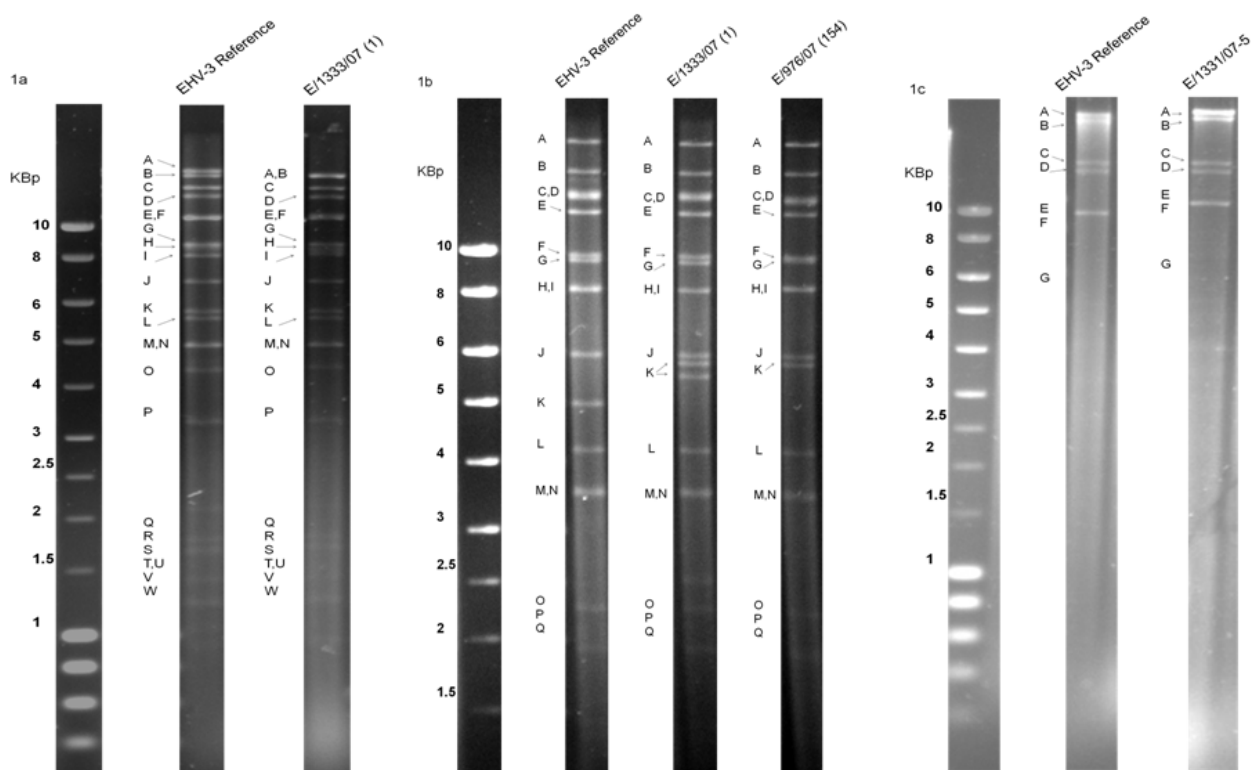 1a
EHV-3 Reference
E/1333/07 (1)
KBp
10
8
6
5
4
3
2.5
2
1.5
1
A
B
C
D
E,F
G
H
I
J
K
L
M,N
O
P
Q
R
S
T,U
V
W
A,B
C
D
E,F
G
H
I
J
K
L
M,N
O
P
Q
R
S
T,U
V
W
1b
EHV-3 Reference
E/1333/07 (1)
E/976/07 (154)
KBp
10
8
6
5
4
3
2.5
2
1.5
A
B
C,D
E
F
G
H,I
J
K
L
M,N
O
P
Q
A
B
C,D
E
F
G
H,I
J
K
L
M,N
O
P
Q
A
B
C,D
E
F
G
H,I
J
K
L
M,N
O
P
Q
1c
EHV-3 Reference
E/1331/07-5
KBp
10
8
6
5
4
3
2.5
2
1.5
1
A
B
C
D
E
F
G
A
B
C
D
E
F
G